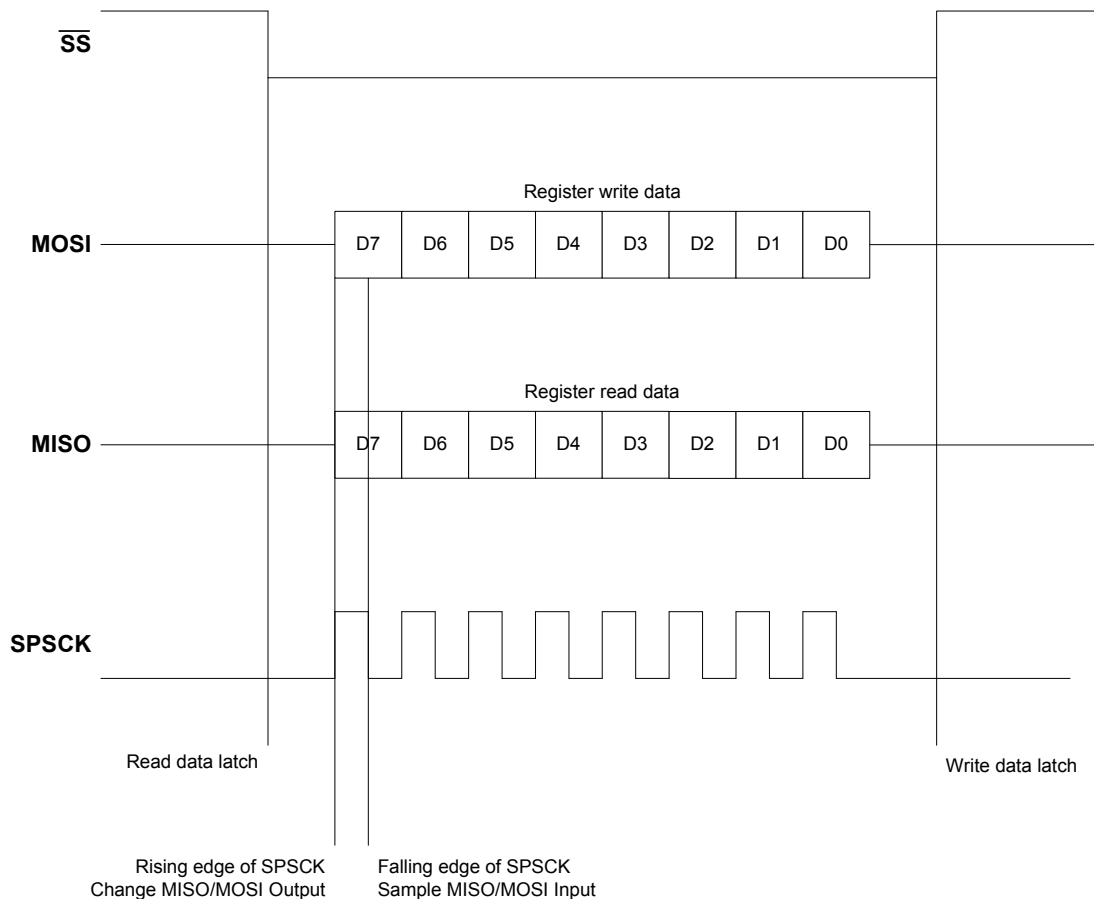 SS
Register write data
MOSI
D7 D6 D5 D4 D3 D2 D1 D0
Register read data
MISO
D7 D6 D5 D4 D3 D2 D1 D0
SPSCK
Read data latch
Write data latch
Rising edge of SPSCK
Change MISO/MOSI Output
Falling edge of SPSCK
Sample MISO/MOSI Input